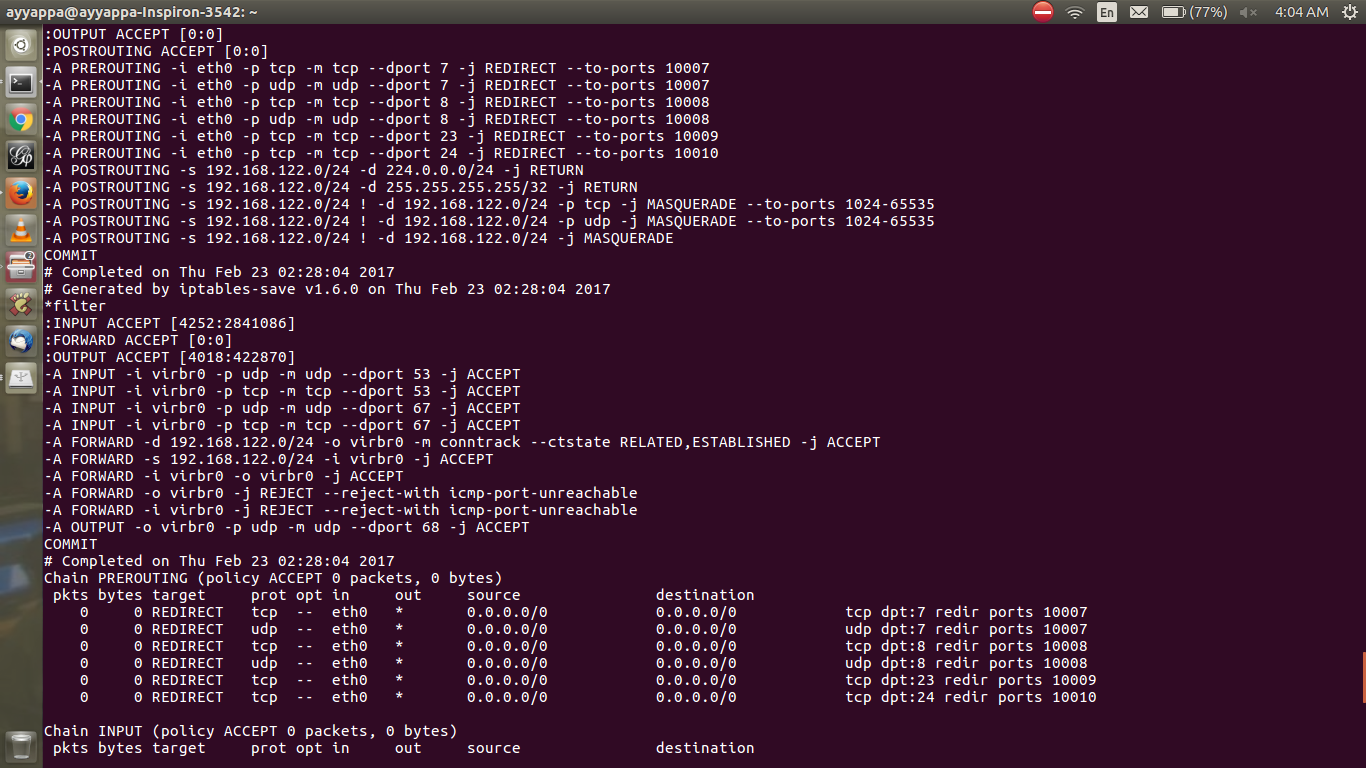 ayyappa@ayyappa-Inspiron-3542: ~
En
(77%)
4:04 AM
:OUTPUT ACCEPT [0:0]
:POSTROUTING ACCEPT [0:0]
-A PREROUTING -i eth0 -p tcp -m tcp --dport 7 -j REDIRECT --to-ports 10007
-A PREROUTING -i eth0 -p udp -m udp --dport 7 -j REDIRECT --to-ports 10007
-A PREROUTING -i eth0 -p tcp -m tcp --dport 8 -j REDIRECT --to-ports 10008
-A PREROUTING -i eth0 -p udp -m udp --dport 8 -j REDIRECT --to-ports 10008
-A PREROUTING -i eth0 -p tcp -m tcp --dport 23 -j REDIRECT --to-ports 10009
-A PREROUTING -i eth0 -p tcp -m tcp --dport 24 -j REDIRECT --to-ports 10010
-A POSTROUTING -s 192.168.122.0/24 -d 224.0.0.0/24 -j RETURN
-A POSTROUTING -s 192.168.122.0/24 -d 255.255.255.255/32 -j RETURN
-A POSTROUTING -s 192.168.122.0/24 ! -d 192.168.122.0/24 -p tcp -j MASQUERADE --to-ports 1024-65535
-A POSTROUTING -s 192.168.122.0/24 ! -d 192.168.122.0/24 -p udp -j MASQUERADE --to-ports 1024-65535
-A POSTROUTING -s 192.168.122.0/24 ! -d 192.168.122.0/24 -j MASQUERADE
COMMIT
# Completed on Thu Feb 23 02:28:04 2017
# Generated by iptables-save v1.6.0 on Thu Feb 23 02:28:04 2017
*filter
:INPUT ACCEPT [4252:2841086]
:FORWARD ACCEPT [0:0]
:OUTPUT ACCEPT [4018:422870]
-A INPUT -i virbr0 -p udp -m udp --dport 53 -j ACCEPT
-A INPUT -i virbr0 -p tcp -m tcp --dport 53 -j ACCEPT
-A INPUT -i virbr0 -p udp -m udp --dport 67 -j ACCEPT
-A INPUT -i virbr0 -p tcp -m tcp --dport 67 -j ACCEPT
-A FORWARD -d 192.168.122.0/24 -o virbr0 -m conntrack --ctstate RELATED,ESTABLISHED -j ACCEPT
-A FORWARD -s 192.168.122.0/24 -i virbr0 -j ACCEPT
-A FORWARD -i virbr0 -o virbr0 -j ACCEPT
-A FORWARD -o virbr0 -j REJECT --reject-with icmp-port-unreachable
-A FORWARD -i virbr0 -j REJECT --reject-with icmp-port-unreachable
-A OUTPUT -o virbr0 -p udp -m udp --dport 68 -j ACCEPT
COMMIT
# Completed on Thu Feb 23 02:28:04 2017
Chain PREROUTING (policy ACCEPT 0 packets, 0 bytes)
pkts bytes target prot opt in out source destination
0 0 REDIRECT tcp -- eth0 * 0.0.0.0/0 0.0.0.0/0 tcp dpt:7 redir ports 10007
0 0 REDIRECT udp -- eth0 * 0.0.0.0/0 0.0.0.0/0 udp dpt:7 redir ports 10007
0 0 REDIRECT tcp -- eth0 * 0.0.0.0/0 0.0.0.0/0 tcp dpt:8 redir ports 10008
0 0 REDIRECT udp -- eth0 * 0.0.0.0/0 0.0.0.0/0 udp dpt:8 redir ports 10008
0 0 REDIRECT tcp -- eth0 * 0.0.0.0/0 0.0.0.0/0 tcp dpt:23 redir ports 10009
0 0 REDIRECT tcp -- eth0 * 0.0.0.0/0 0.0.0.0/0 tcp dpt:24 redir ports 10010
Chain INPUT (policy ACCEPT 0 packets, 0 bytes)
pkts bytes target prot opt in out source destination